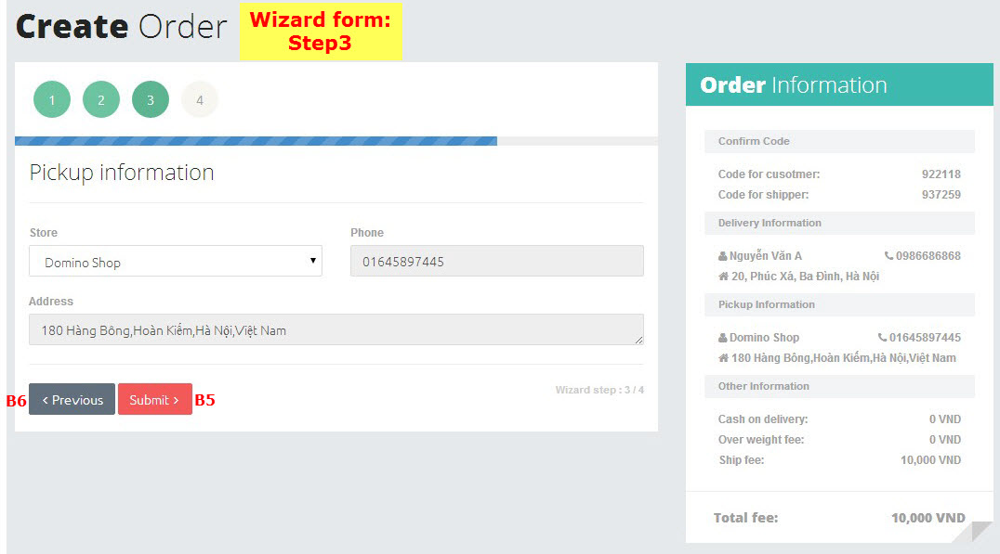 Create Order
Wizard form:
Step3
1 2 3 4
Pickup information
Store Phone
Domino Shop 01645897445
Address
180 Hàng Bông,Hoàn Kiếm,Hà Nội,Việt Nam
B6 < Previous Submit > B5
Wizard step : 3 / 4
Order Information
Confirm Code
Code for cusotmer: 922118
Code for shipper: 937259
Delivery Information
Nguyễn Văn A 0986686868
20, Phúc Xá, Ba Đình, Hà Nội
Pickup Information
Domino Shop 01645897445
180 Hàng Bông,Hoàn Kiếm,Hà Nội,Việt Nam
Other Information
Cash on delivery: 0 VND
Over weight fee: 0 VND
Ship fee: 10,000 VND
Total fee: 10,000 VND